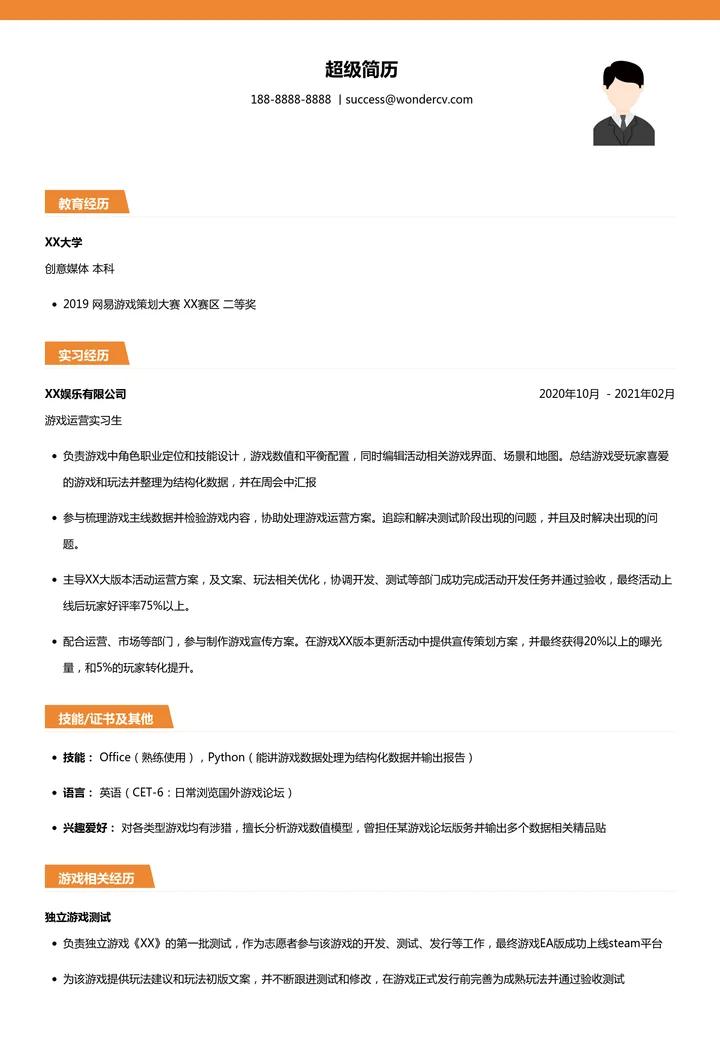 超级简历
188-8888-8888 | success@wondercv.com
教育经历
XX大学
创意媒体 本科
• 2019 网易游戏策划大赛 XX赛区 二等奖
实习经历
XX娱乐有限公司 2020年10月 - 2021年02月
游戏运营实习生
• 负责游戏中角色职业定位和技能设计，游戏数值和平衡配置，同时编辑活动相关游戏界面、场景和地图。总结游戏受玩家喜爱
的游戏和玩法并整理为结构化数据，并在周会中汇报
• 参与梳理游戏主线数据并检验游戏内容，协助处理游戏运营方案。追踪和解决测试阶段出现的问题，并且及时解决出现的问
题。
• 主导XX大版本活动运营方案，及文案、玩法相关优化，协调开发、测试等部门成功完成活动开发任务并通过验收，最终活动上
线后玩家好评率75%以上。
• 配合运营、市场等部门，参与制作游戏宣传方案。在游戏XX版本更新活动中提供宣传策划方案，并最终获得20%以上的曝光
量，和5%的玩家转化提升。
技能/证书及其他
• 技能： Office（熟练使用），Python（能讲游戏数据处理为结构化数据并输出报告）
• 语言： 英语（CET-6：日常浏览国外游戏论坛）
• 兴趣爱好： 对各类型游戏均有涉猎，擅长分析游戏数值模型，曾担任某游戏论坛版务并输出多个数据相关精品贴
游戏相关经历
独立游戏测试
• 负责独立游戏《XX》的第一批测试，作为志愿者参与该游戏的开发、测试、发行等工作，最终游戏EA版成功上线steam平台
• 为该游戏提供玩法建议和玩法初版文案，并不断跟进测试和修改，在游戏正式发行前完善为成熟玩法并通过验收测试